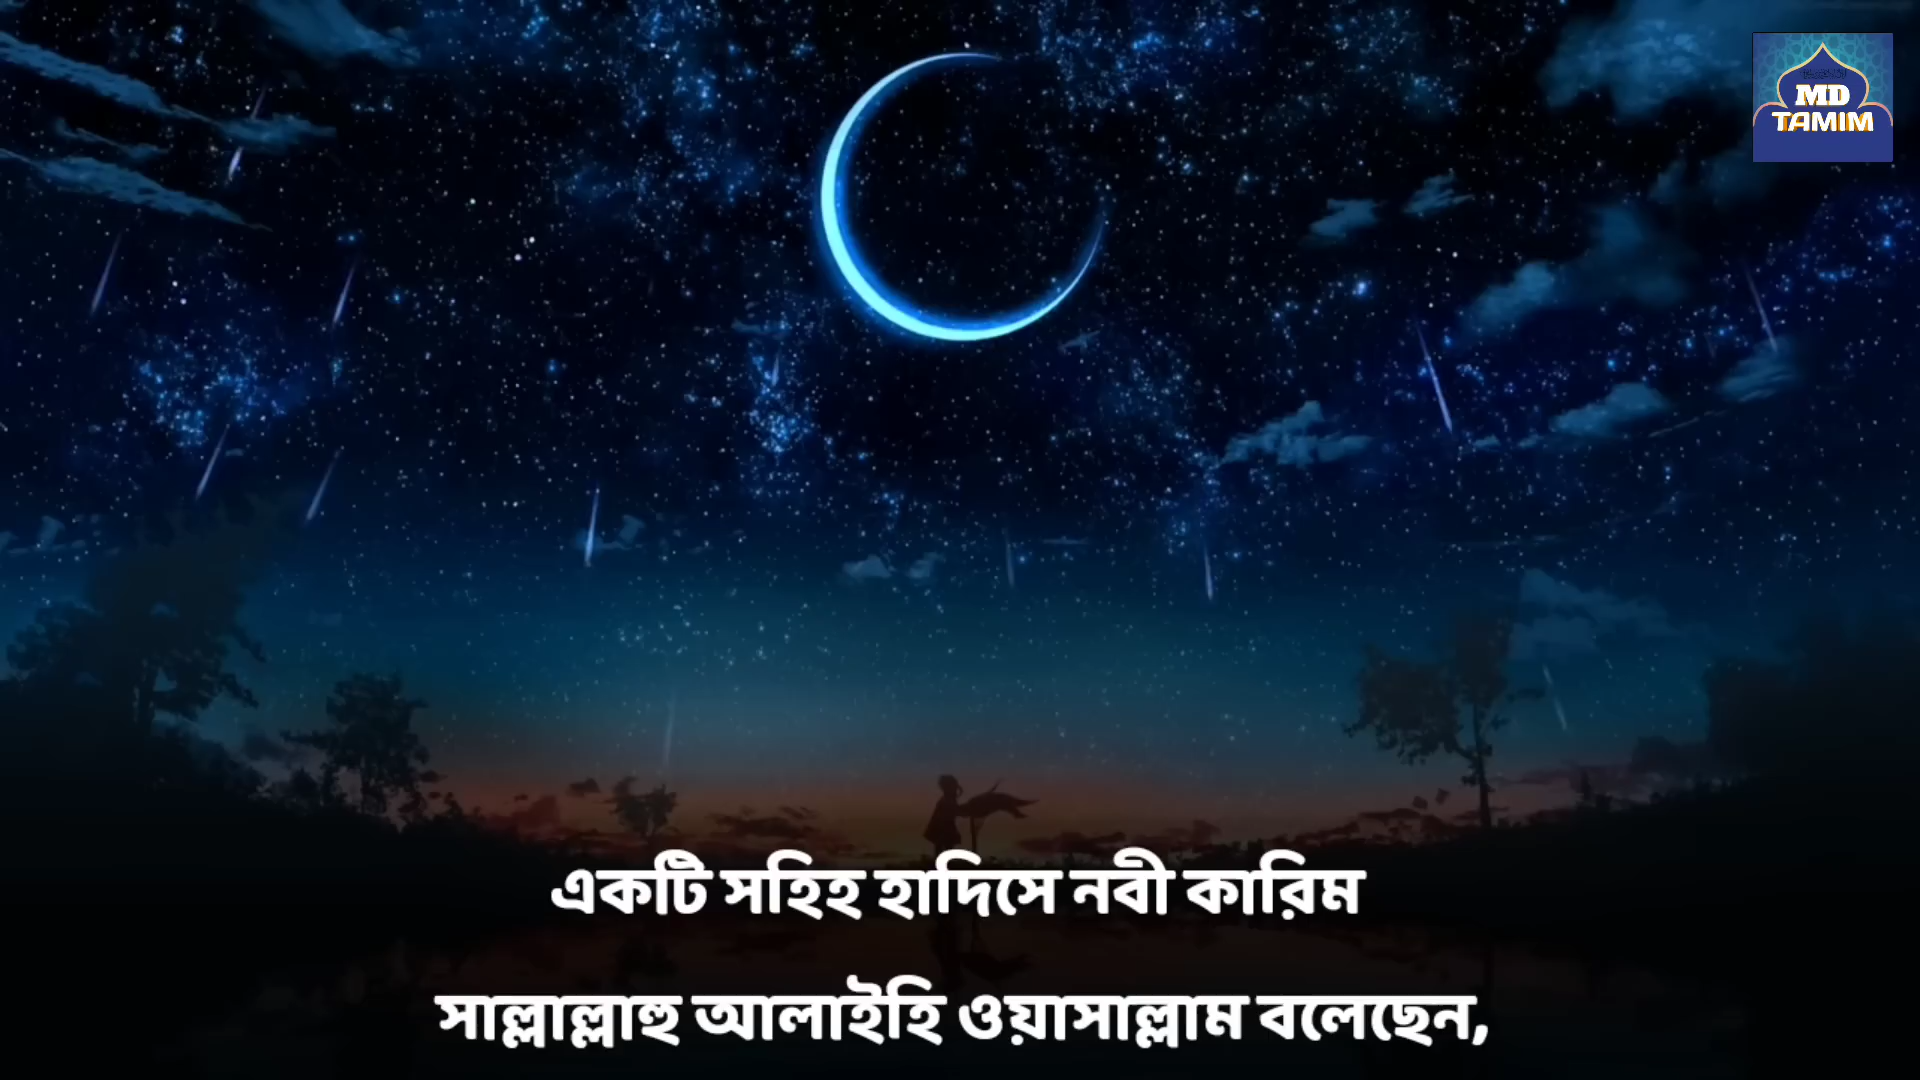 MD
TAMIM
একটি সহিহ হাদিসে নবী কারিম
সাল্লাল্লাহু আলাইহি ওয়াসাল্লাম বলেছেন,